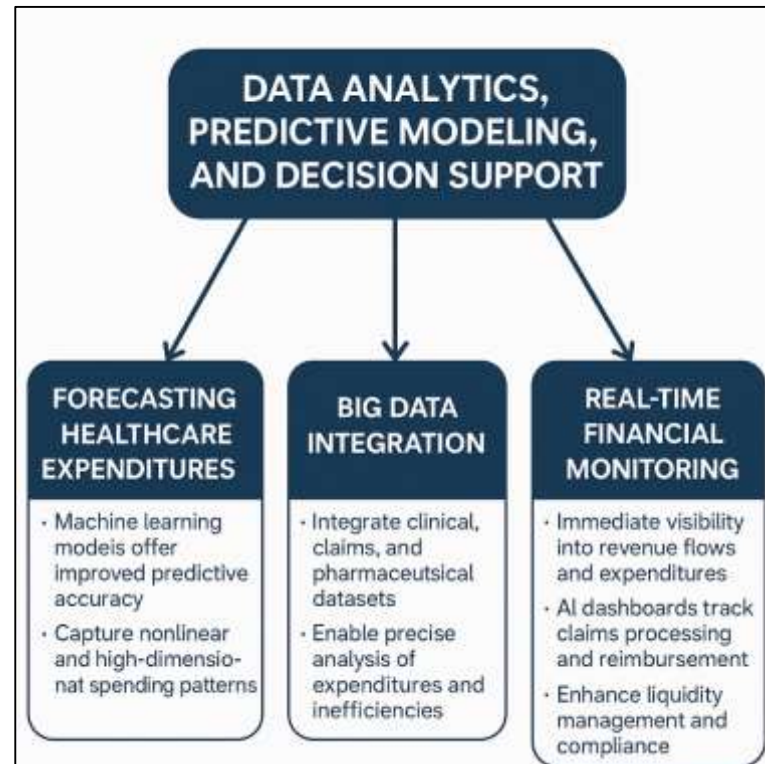 DATA ANALYTICS,
PREDICTIVE MODELING,
AND DECISION SUPPORT
FORECASTING
HEALTHCARE
EXPENDITURES
· Machine learning
modeis offer
improved predictive
accuracy
· Capture nonlinear
and high-dimensio-
nat spending patterns
BIG DATA
INTEGRATION
· Integrate clinical,
claims, and
pharmaceutsical
datasets
· Enable precise
analysis of
expenditures and
inefficiencies
REAL-TIME
FINANCIAL
MONITORING
· Immediate visibility
into revenue flows
and expenditures
· AI dashboards track
claims processing
and reimbursement
· Enhance liquidity
management and
compliance